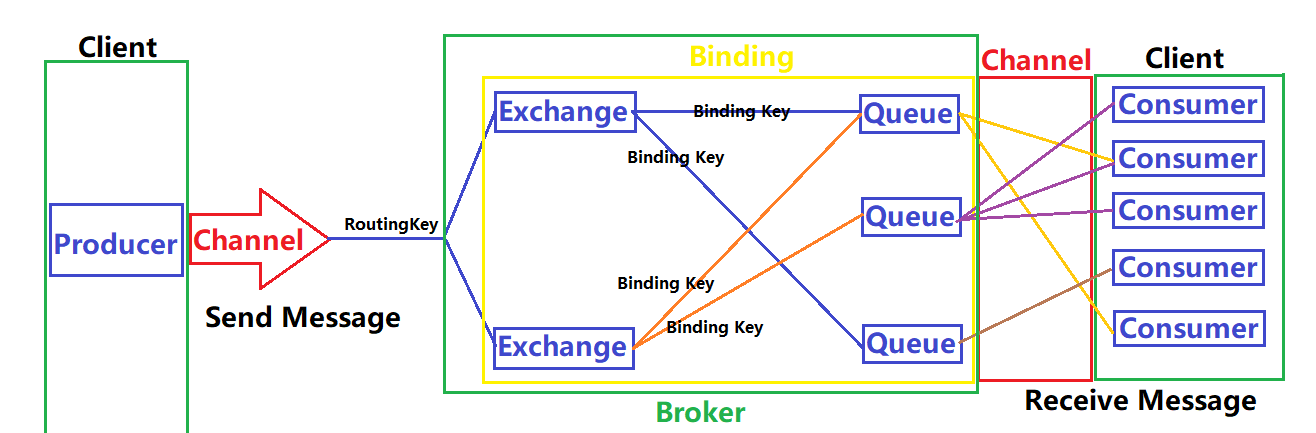 Client
Producer
Channel
Send Message
RoutingKey
Binding
Exchange
Binding Key
Queue
Binding Key
Queue
Binding Key
Binding Key
Exchange
Queue
Broker
Channel
Client
Consumer
Consumer
Consumer
Consumer
Consumer
Receive Message